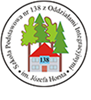 Szkoła Podstawowa nr 138 z Oddziałami Integracyjnymi
im. Józefa Horsta
138